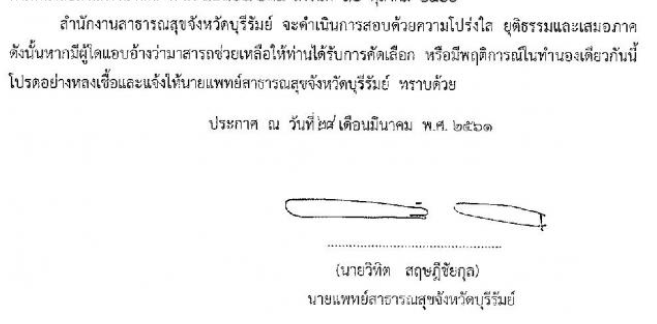 สำนักงานสาธารณสุขจังหวัดบุรีรัมย์ จะดำเนินการสอบด้วยความโปร่งใส ยุติธรรมและเสมอภาค
ดังนั้นหากมีผู้ใดแอบอ้างว่ามาสารถช่วยเหลือให้ท่านได้รับการคัดเลือก หรือมีพฤติการณ์ในทำนองเดียวกันนี้
โปรดอย่างหลงเชื้อและแจ้งให้นายแพทย์สาธารณสุขจังหวัดบุรีรัมย์ ทราบด้วย
ประกาศ ณ วันที่ ๒๙ เดือนมีนาคม พ.ศ. ๒๕๖๑
(นายวิทิต สฤษฎีชัยกุล)
นายแพทย์สาธารณสุขจังหวัดบุรีรัมย์